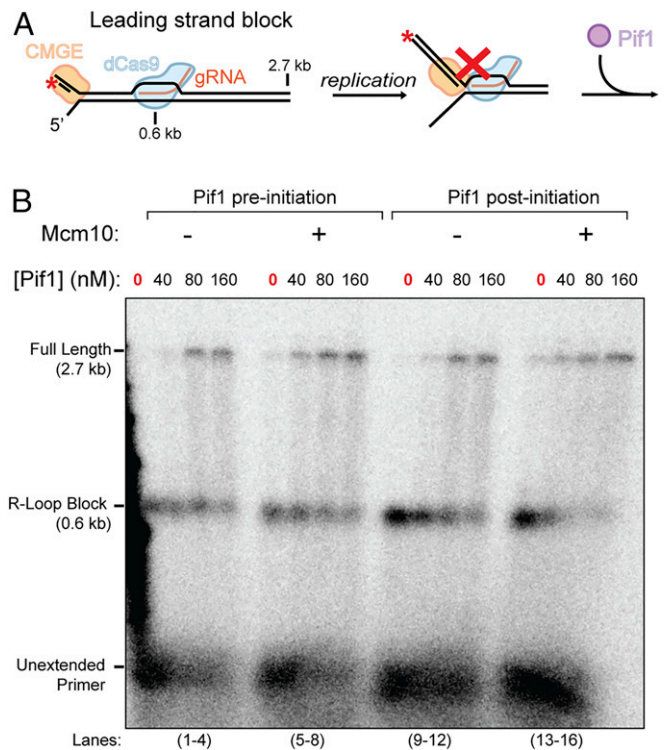 A
Leading strand block
CMGE
dCas9
gRNA
2.7 kb
*
5'
0.6 kb
replication
*
Pif1
B
Pif1 pre-initiation
Pif1 post-initiation
Mcm10:
-
+
-
+
[Pif1] (nM):
0 40 80 160 0 40 80 160 0 40 80 160 0 40 80 160
Full Length
(2.7 kb)
R-Loop Block
(0.6 kb)
Unextended
Primer
Lanes: (1-4) (5-8) (9-12) (13-16)